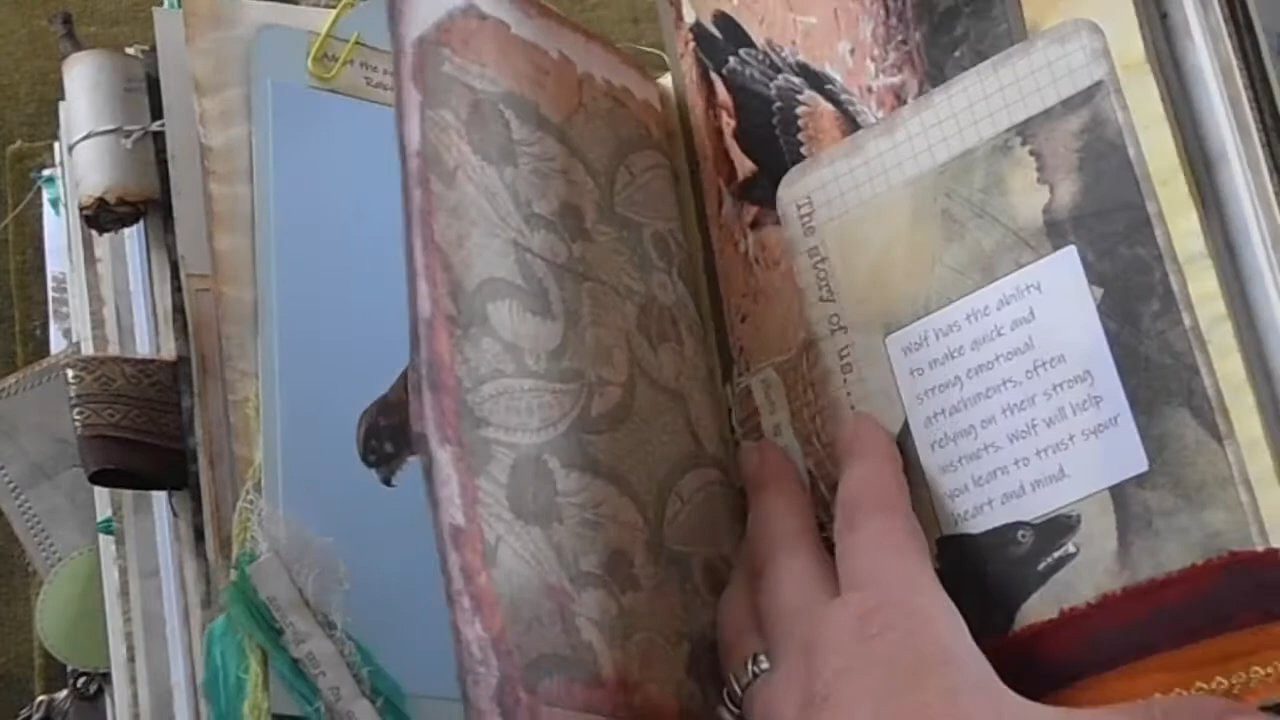 The story of us...
Wolf has the ability
to make quick and
strong emotional
attachments, often
relying on their strong
instincts. Wolf will help
you learn to trust syour
heart and mind.